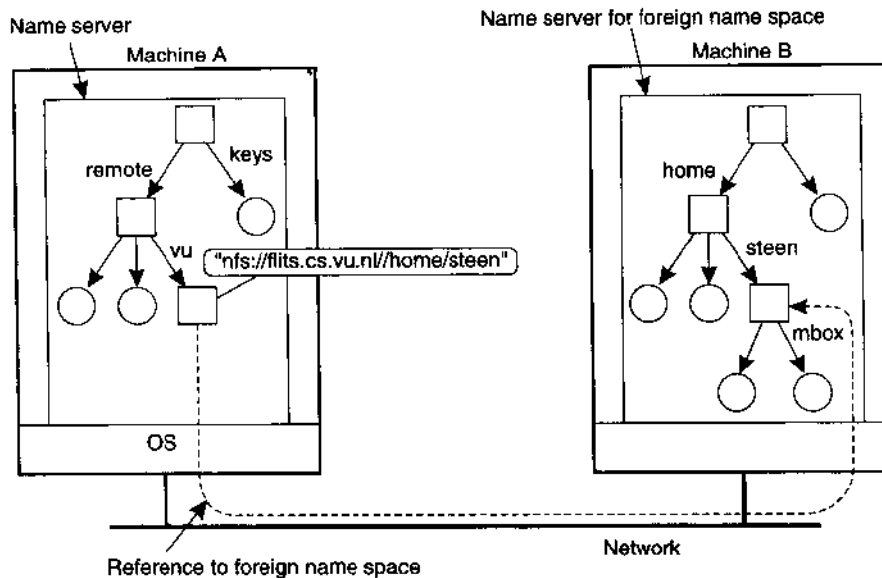 Name server
Name server for foreign name space
Machine A
Machine B
remote
keys
home
vu
"nfs://flits.cs.vu.nl//home/steen"
steen
mbox
OS
Network
Reference to foreign name space